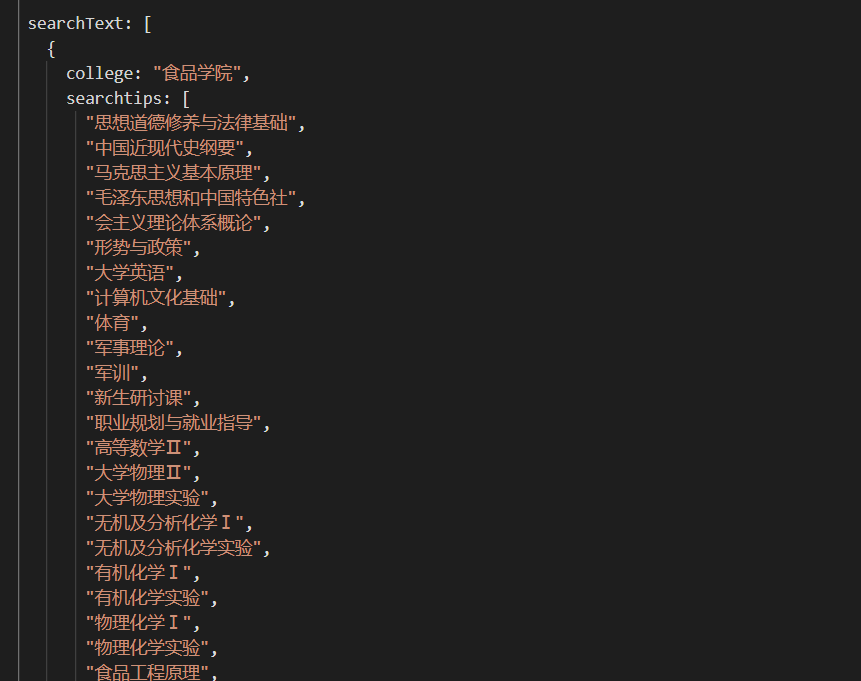 searchText: [
{
college: "食品学院",
searchtips: [
"思想道德修养与法律基础",
"中国近现代史纲要",
"马克思主义基本原理",
"毛泽东思想和中国特色社",
"会主义理论体系概论",
"形势与政策",
"大学英语",
"计算机文化基础",
"体育",
"军事理论",
"军训",
"新生研讨课",
"职业规划与就业指导",
"高等数学Ⅱ",
"大学物理Ⅱ",
"大学物理实验",
"无机及分析化学Ⅰ",
"无机及分析化学实验",
"有机化学Ⅰ",
"有机化学实验",
"物理化学Ⅰ",
"物理化学实验",
"食品工程原理",